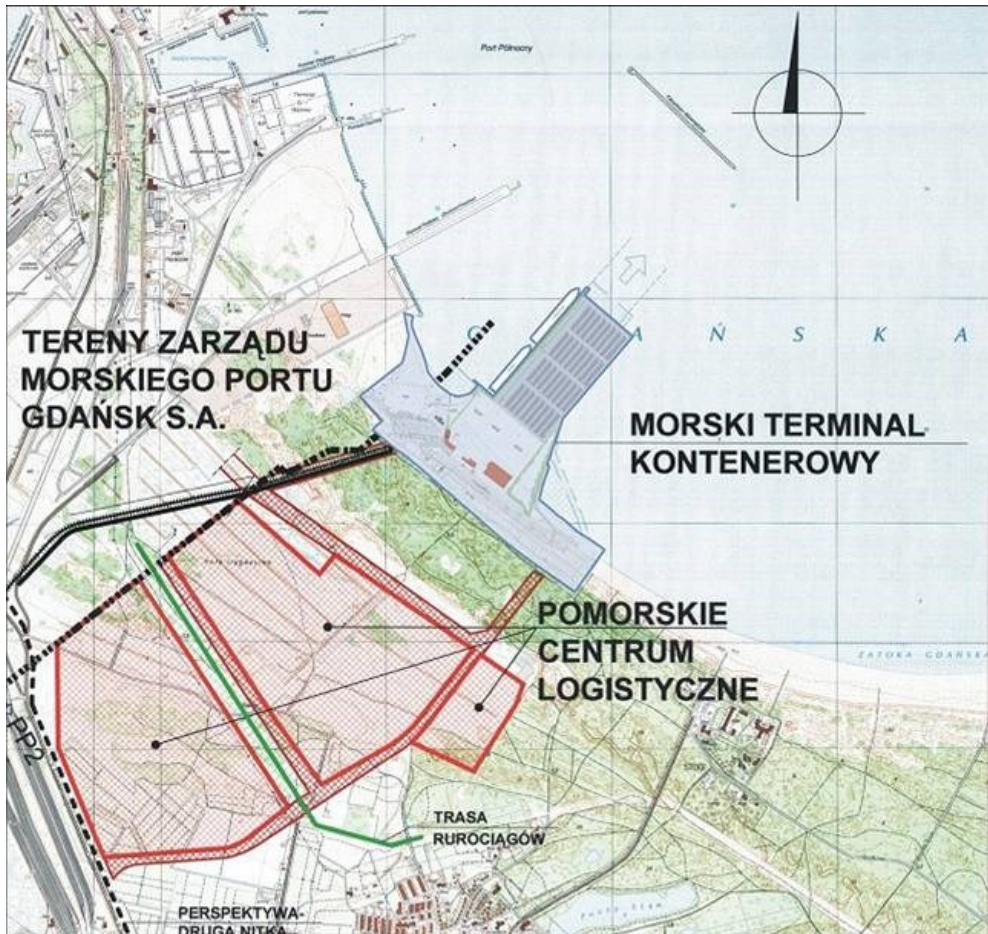 Port Północny
TERENY ZARZĄDU
MORSKIEGO PORTU
GDAŃSK S.A.
G A Ń S K A
MORSKI TERMINAL
KONTENEROWY
POMORSKIE
CENTRUM
LOGISTYCZNE
ZATOKA GDAŃSKA
STOGI
PP2
TRASA
RUROCIĄGÓW
PERSPEKTYWA-
DRUGA NITKA